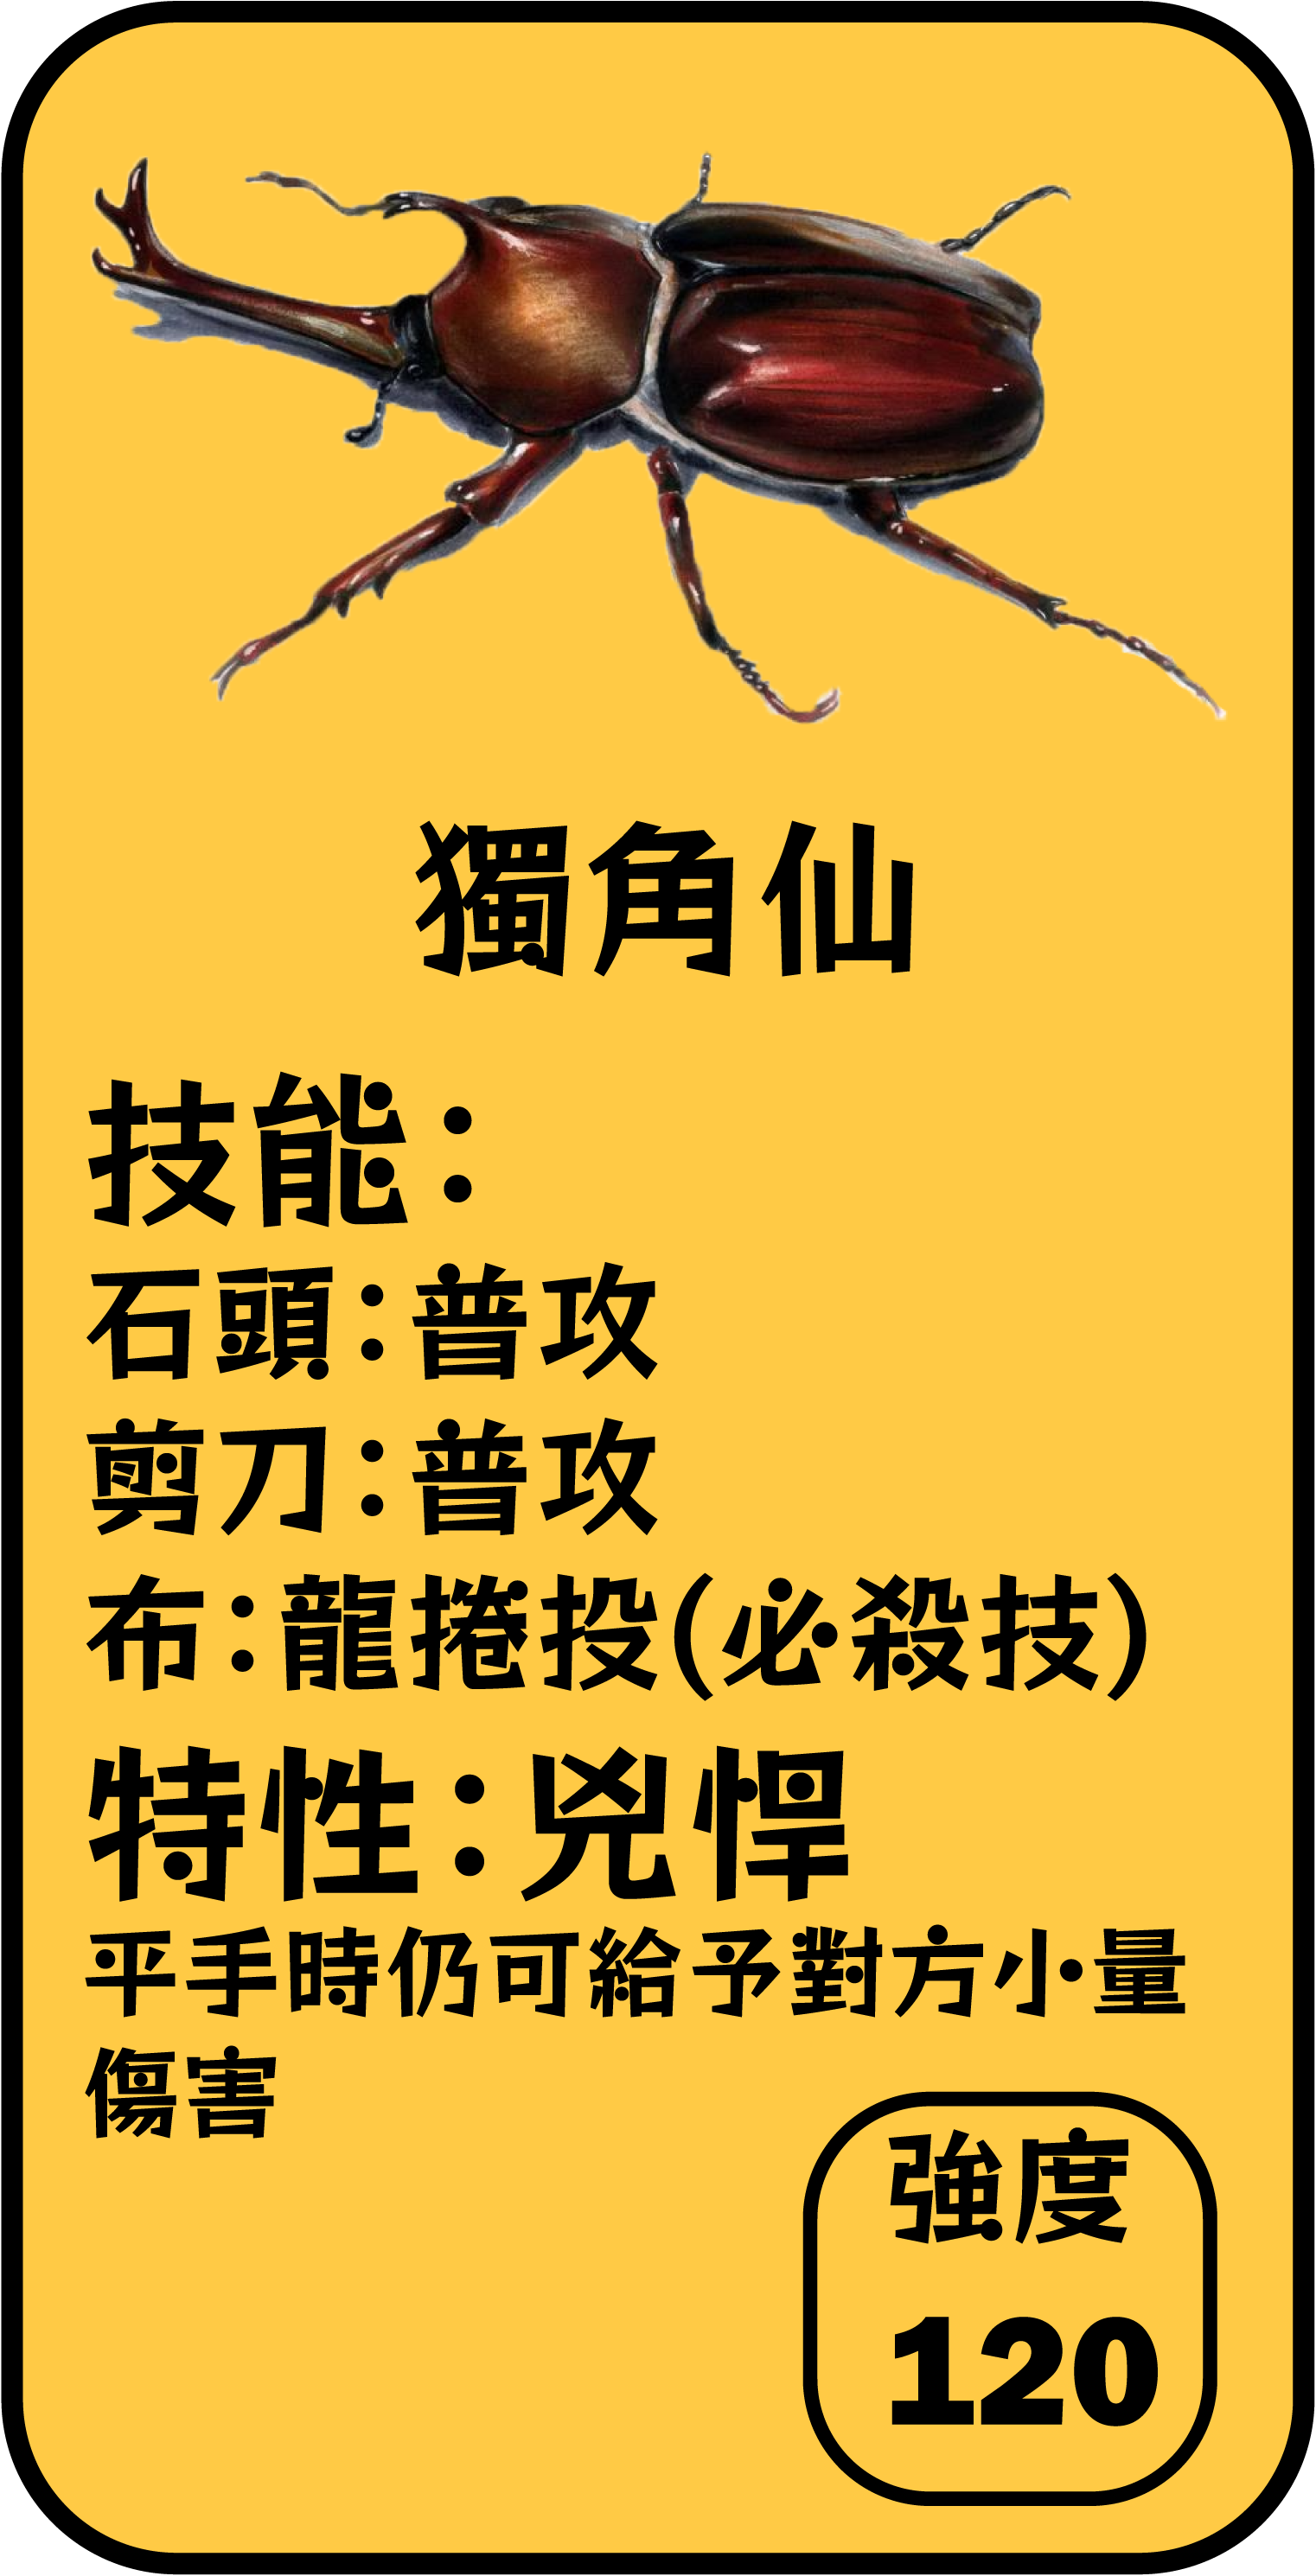 獨角仙
技能：
石頭：普攻
剪刀：普攻
布：龍捲投(必殺技)
特性：兇悍
平手時仍可給予對方小量
傷害
強度
120